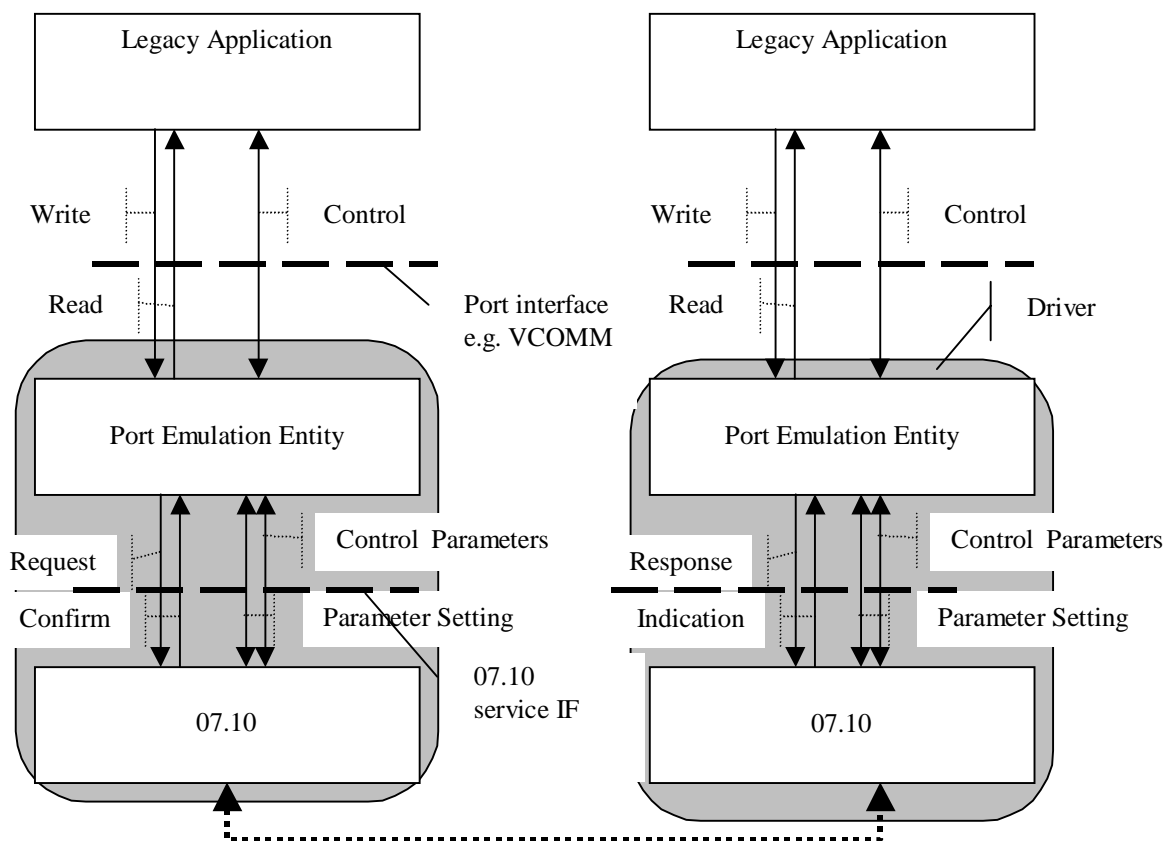 Legacy Application
Legacy Application
Write
Control
Write
Control
Read
Port interface
e.g. VCOMM
Read
Driver
Port Emulation Entity
Port Emulation Entity
Control Parameters
Request
Control Parameters
Response
Confirm
Parameter Setting
Indication
Parameter Setting
07.10
service IF
07.10
07.10